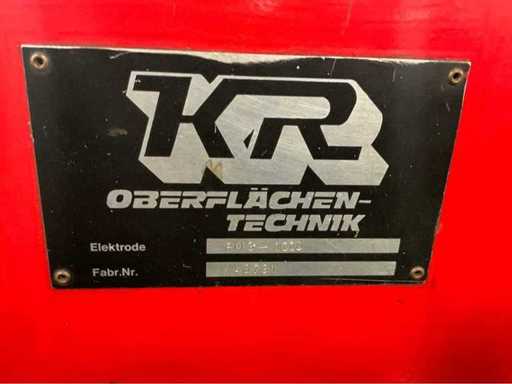 KR
OBERFLÄCHEN-
TECHNIK
Elektrode
Fabr.Nr.